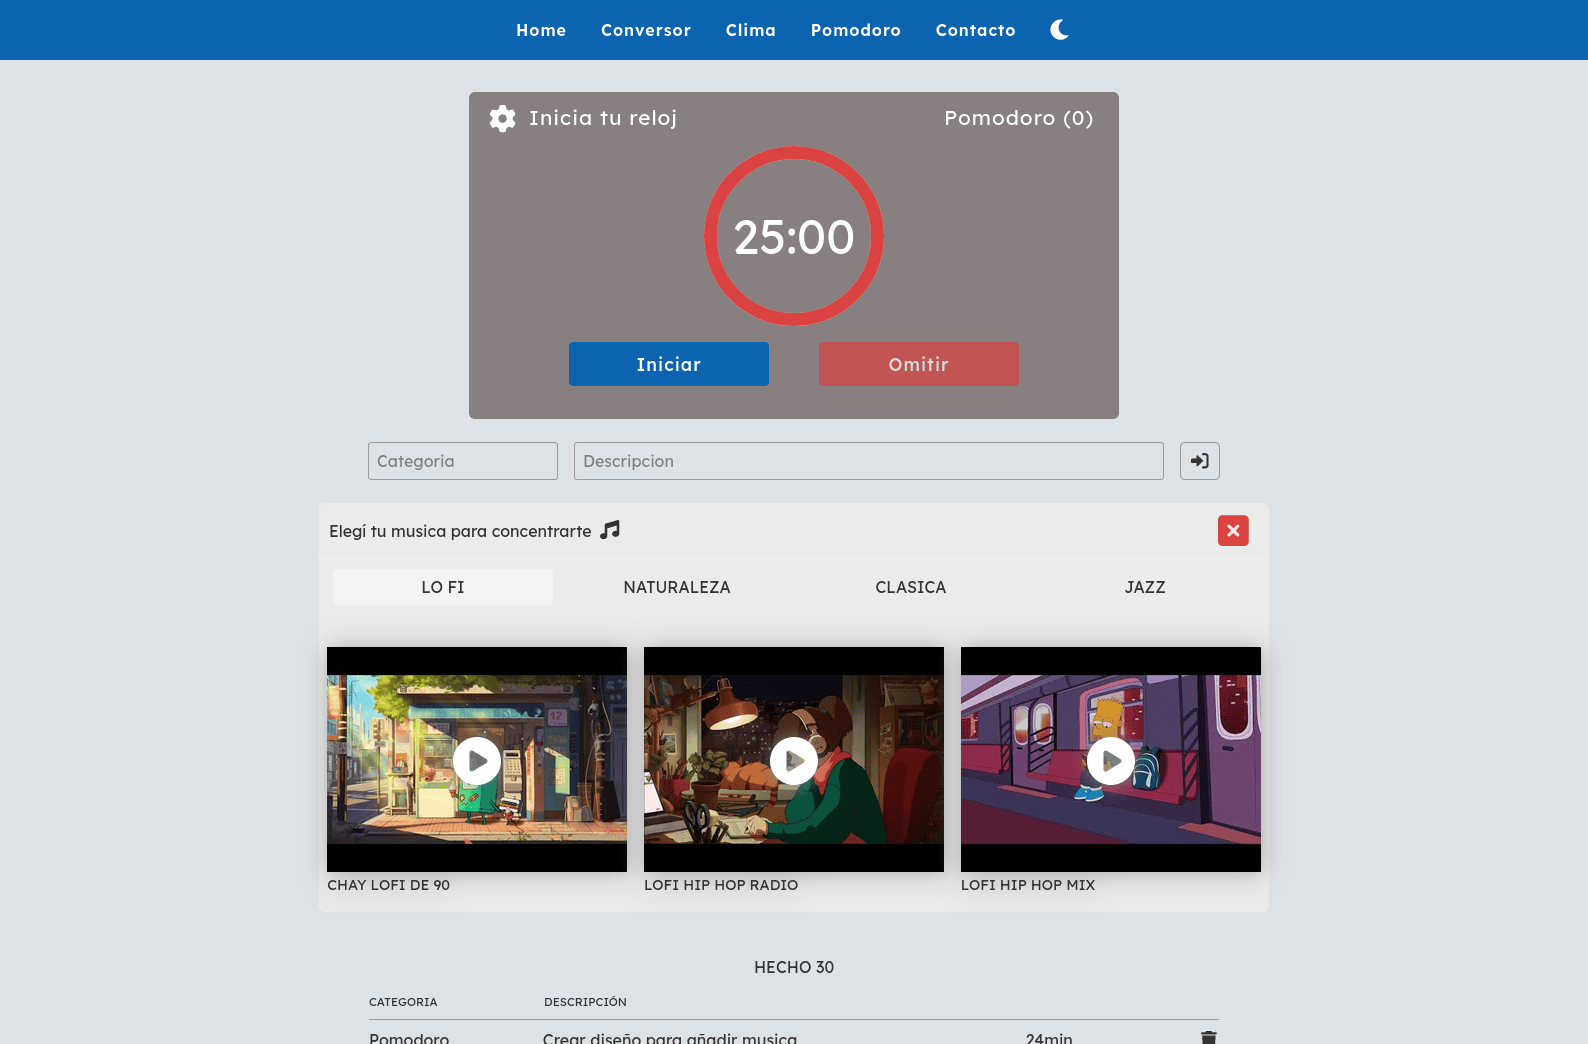 Home Conversor Clima Pomodoro Contacto
Inicia tu reloj Pomodoro (0)
25:00
Iniciar Omitir
Categoria Descripcion
Elegí tu musica para concentrarte
LO FI NATURALEZA CLASICA JAZZ
12
CHAY LOFI DE 90 LOFI HIP HOP RADIO LOFI HIP HOP MIX
HECHO 30
CATEGORIA DESCRIPCIÓN
Pomodoro Crear diseño para añadir musica 24min